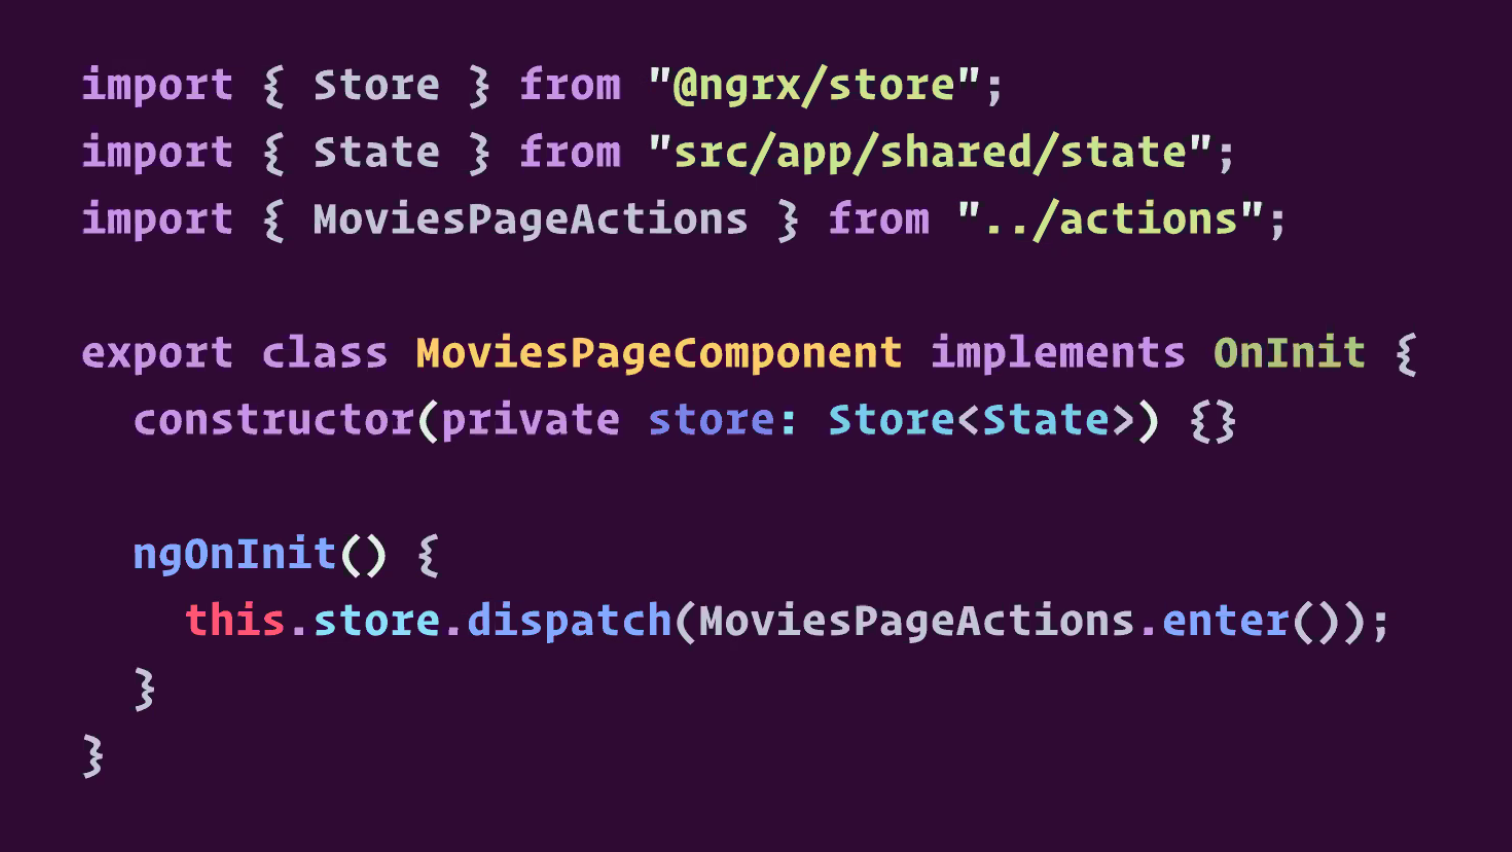 import { Store } from "@ngrx/store";
import { State } from "src/app/shared/state";
import { MoviesPageActions } from "../actions";
export class MoviesPageComponent implements OnInit {
constructor(private store: Store<State>) {}
ngOnInit() {
this.store.dispatch(MoviesPageActions.enter());
}
}